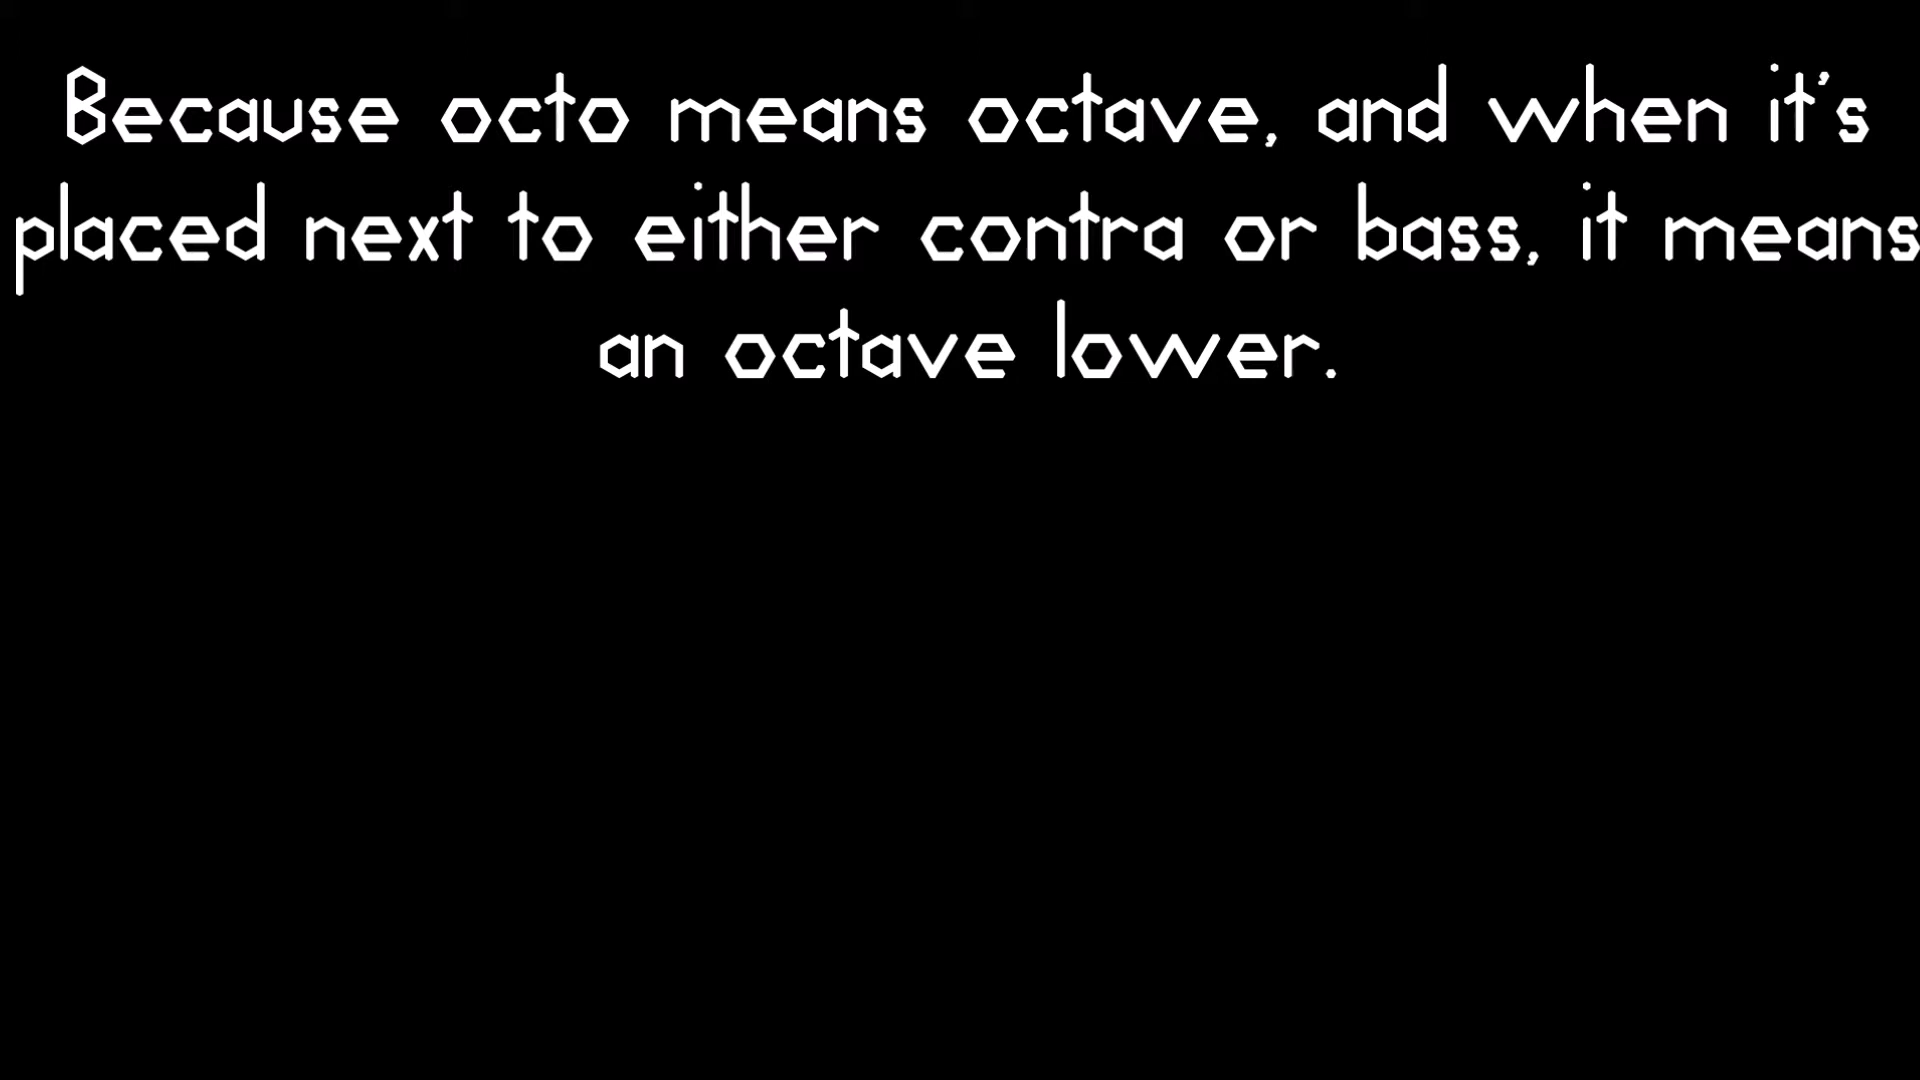 Because octo means octave, and when it's
placed next to either contra or bass, it means
an octave lower.